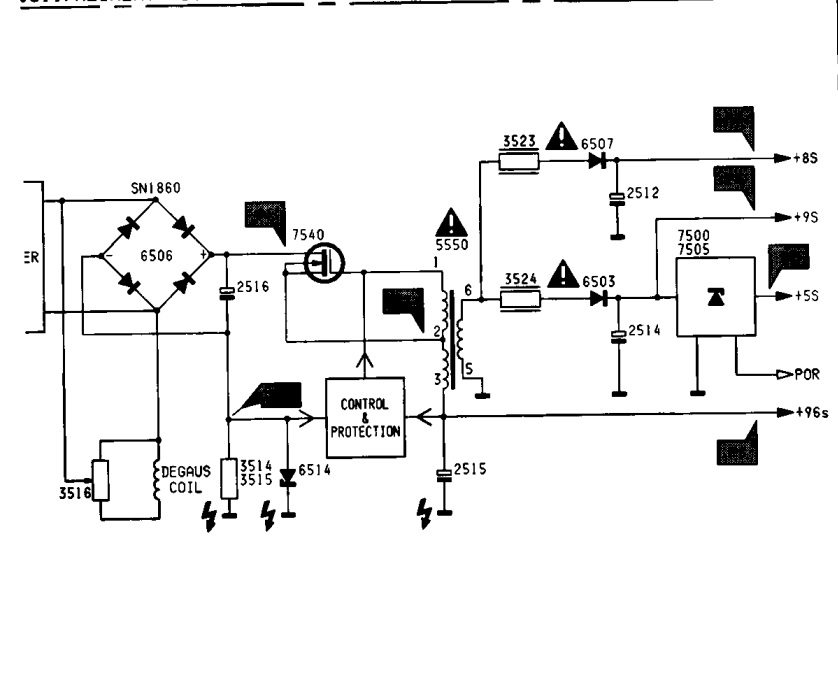 3523
6507
+8S
SN1860
2512
+9S
7540
5550
7500
7505
ER
-
6506
+
1
6
3524
6503
2516
+5S
2
2514
3
5
POR
CONTROL
&
PROTECTION
+96s
3516
DEGAUS
COIL
3514
3515
6514
2515